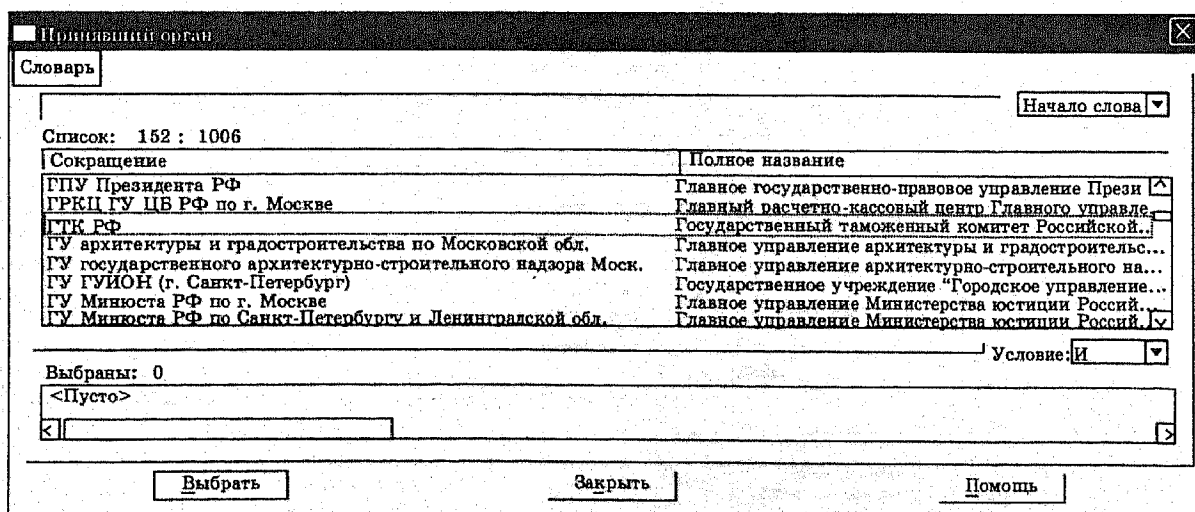 Принявший орган
Словарь
Начало слова
Список: 152 : 1006
Сокращение Полное название
ГПУ Президента РФ Главное государственно-правовое управление Прези
ГРКЦ ГУ ЦБ РФ по г. Москве Главный расчетно-кассовый центр Главного управле..
ГТК РФ Государственный таможенный комитет Российской..
ГУ архитектуры и градостроительства по Московской обл. Главное управление архитектуры и градостроительс...
ГУ государственного архитектурно-строительного надзора Моск. Главное управление архитектурно-строительного на...
ГУ ГУИОН (г. Санкт-Петербург) Государственное учреждение "Городское управление...
ГУ Минюста РФ по г. Москве Главное управление Министерства юстиции Россий..
ГУ Минюста РФ по Санкт-Петербургу и Ленинградской обл. Главное управление Министерства юстиции Россий.
Условие: И
Выбраны: 0
<Пусто>
Выбрать Закрыть Помощь